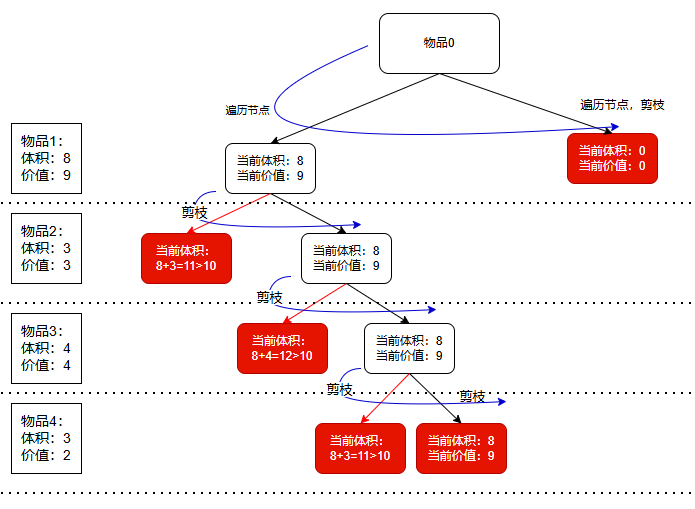 物品0
遍历节点
遍历节点，剪枝
物品1：
体积：8
价值：9
当前体积：8
当前价值：9
当前体积：0
当前价值：0
剪枝
物品2：
体积：3
价值：3
当前体积：
8+3=11>10
当前体积：8
当前价值：9
剪枝
物品3：
体积：4
价值：4
当前体积：
8+4=12>10
当前体积：8
当前价值：9
剪枝
剪枝
物品4：
体积：3
价值：2
当前体积：
8+3=11>10
当前体积：8
当前价值：9